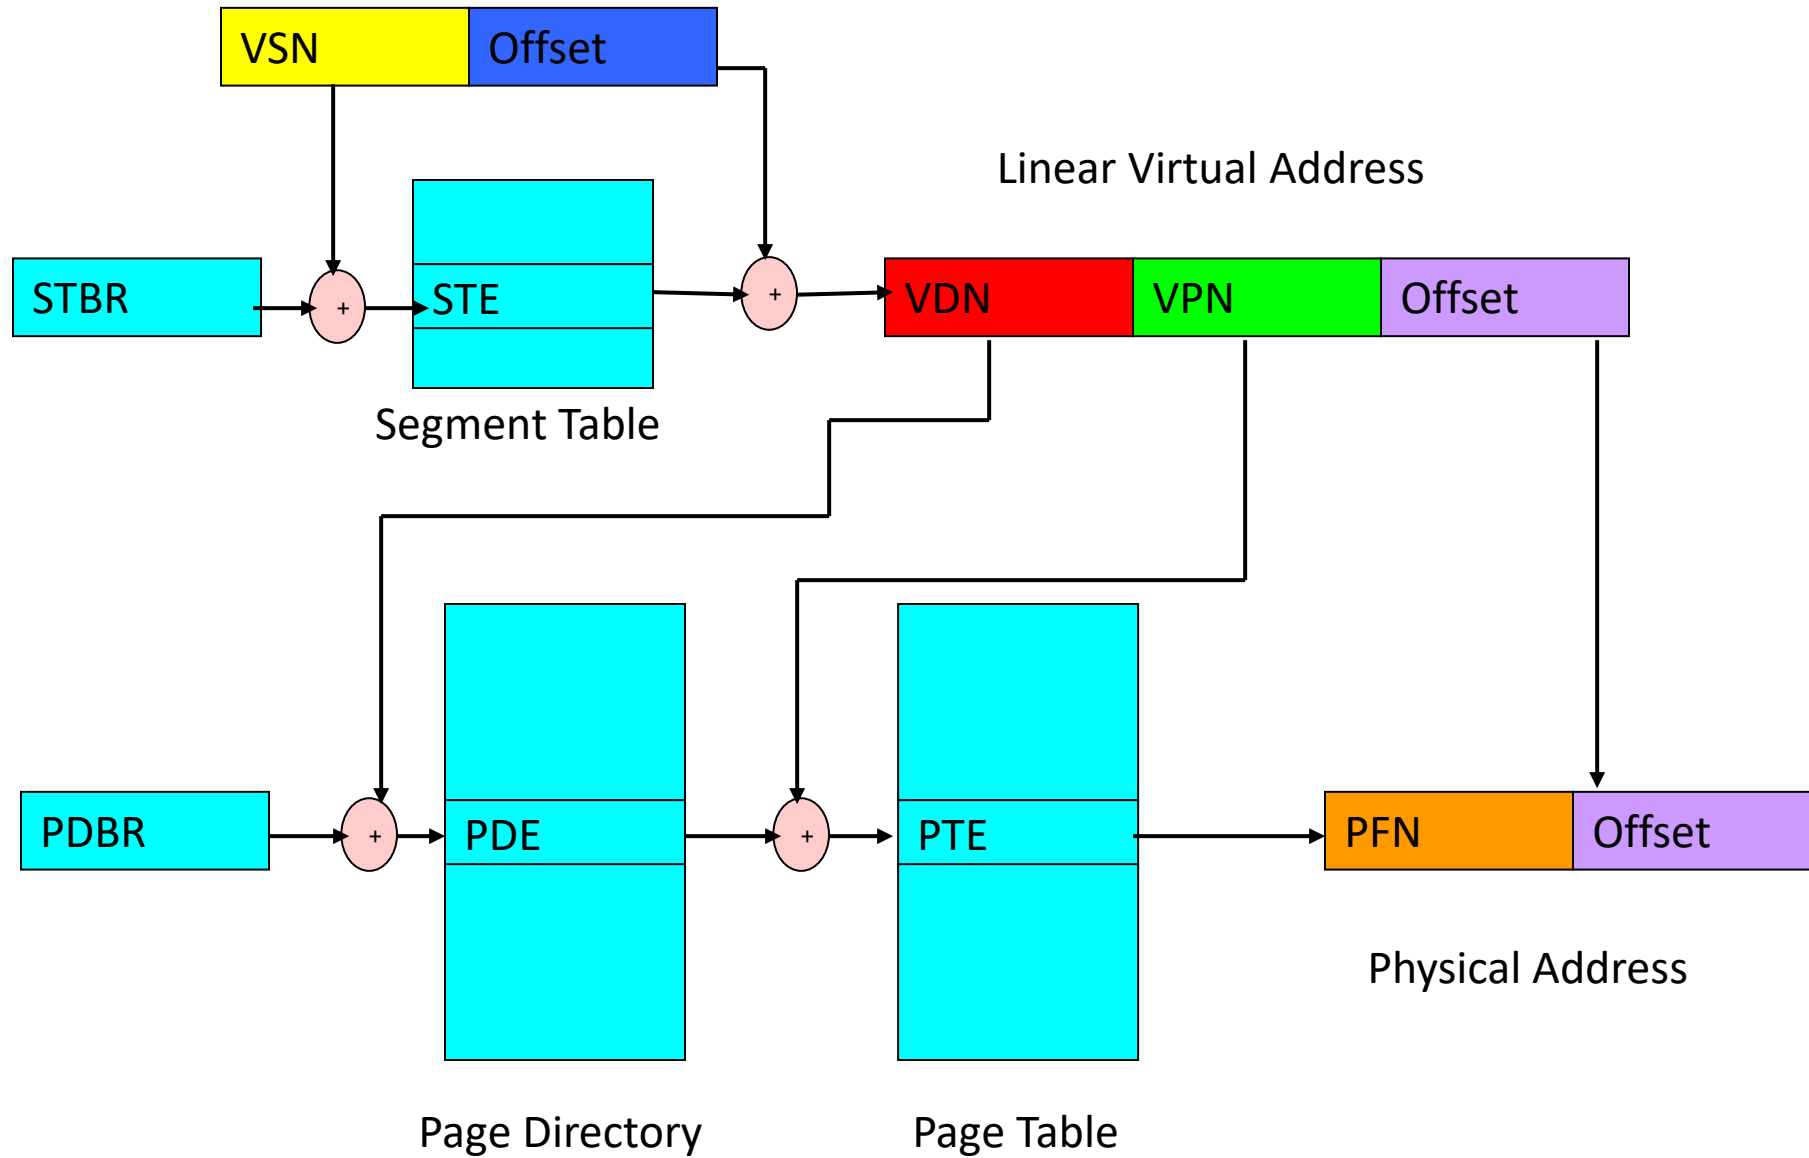 VSN Offset
Linear Virtual Address
STBR + STE + VDN VPN Offset
Segment Table
PDBR + PDE + PTE PFN Offset
Physical Address
Page Directory Page Table